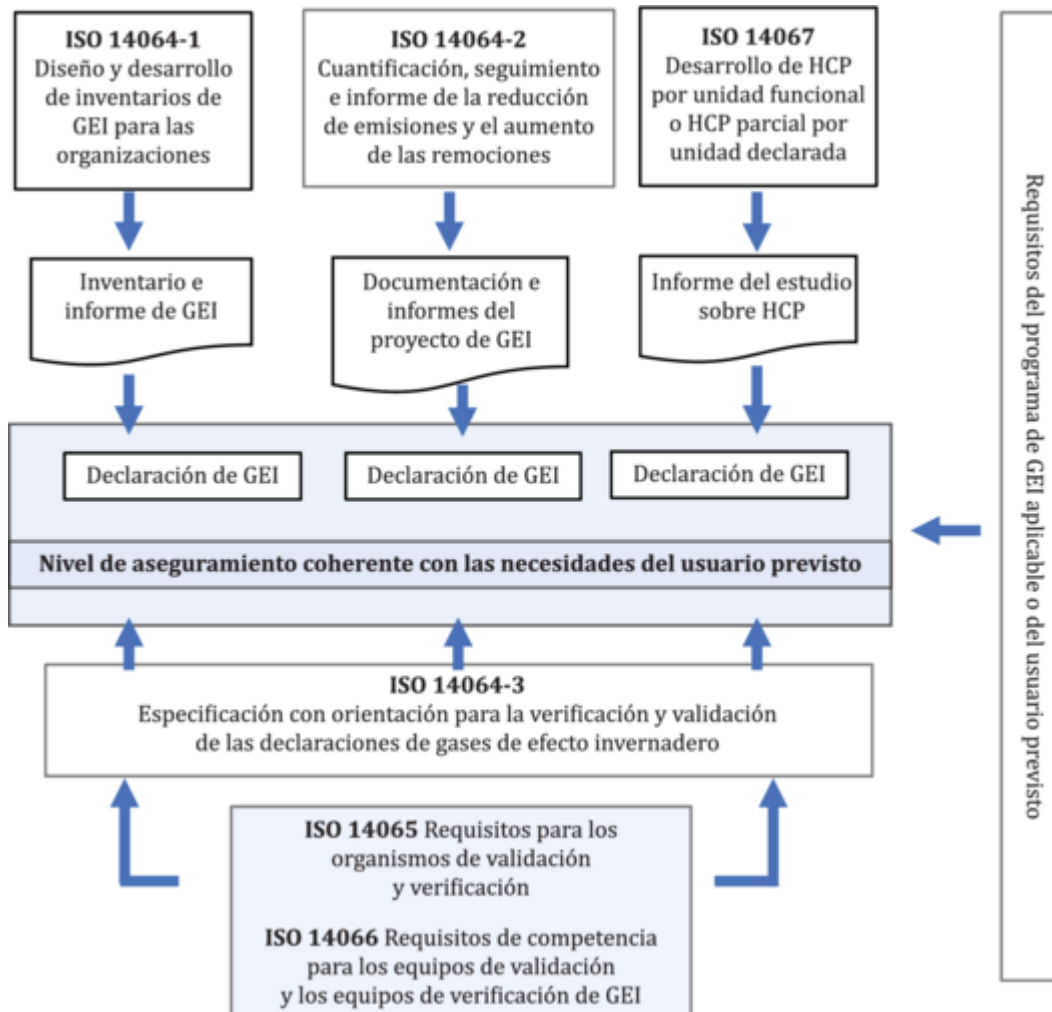 ISO 14064-1
Diseño y desarrollo
de inventarios de
GEI para las
organizaciones
ISO 14064-2
Cuantificación, seguimiento
e informe de la reducción
de emisiones y el aumento
de las remociones
ISO 14067
Desarrollo de HCP
por unidad funcional
o HCP parcial por
unidad declarada
Inventario e
informe de GEI
Documentación e
informes del
proyecto de GEI
Informe del estudio
sobre HCP
Declaración de GEI
Declaración de GEI
Declaración de GEI
Nivel de aseguramiento coherente con las necesidades del usuario previsto
ISO 14064-3
Especificación con orientación para la verificación y validación
de las declaraciones de gases de efecto invernadero
ISO 14065 Requisitos para los
organismos de validación
y verificación
ISO 14066 Requisitos de competencia
para los equipos de validación
y los equipos de verificación de GEI
Requisitos del programa de GEI aplicable o del usuario previsto